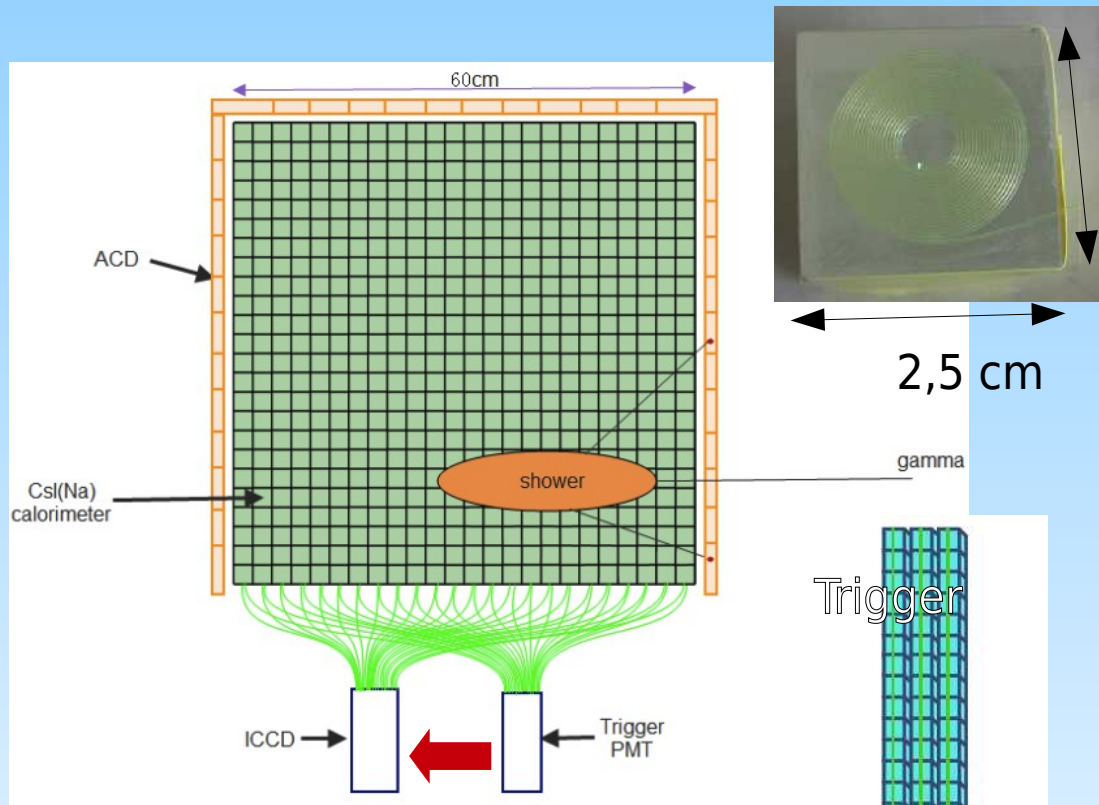 60cm
ACD
2,5 cm
gamma
shower
CsI(Na)
calorimeter
Trigger
ICCD
Trigger
PMT